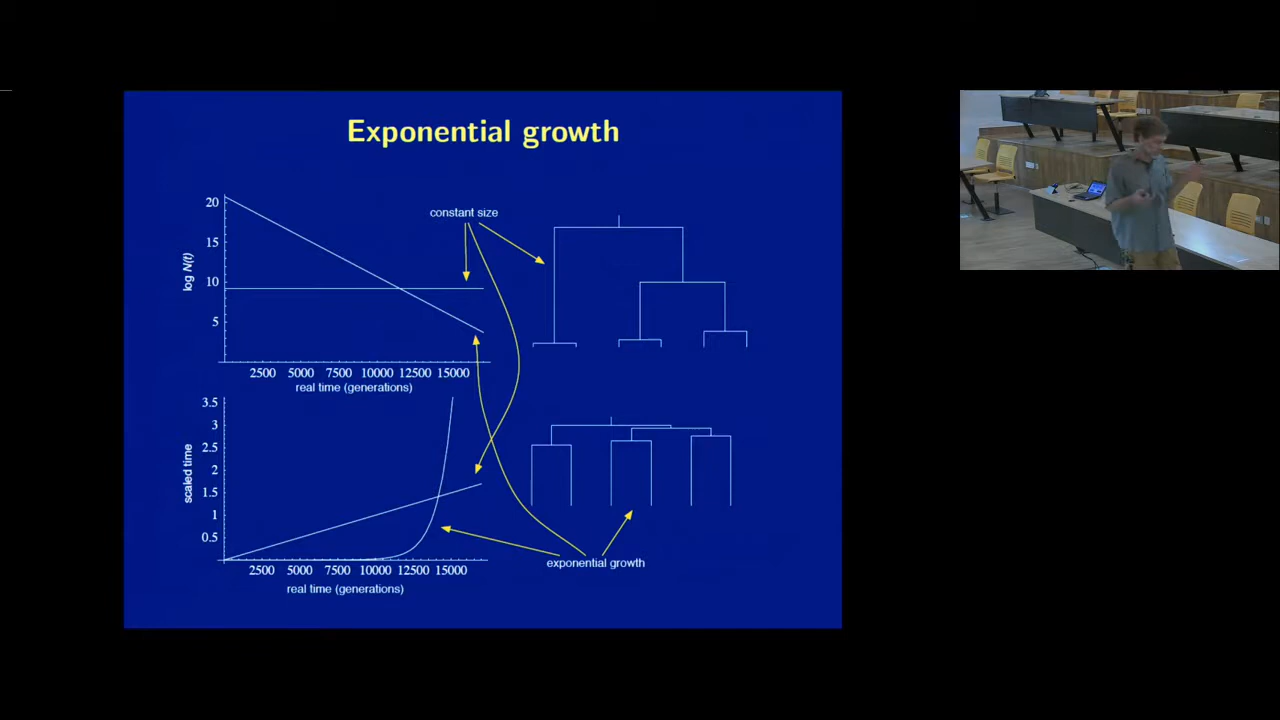 Exponential growth
constant size
log N(t)
20
15
10
5
2500 5000 7500 10000 12500 15000
real time (generations)
scaled time
3.5
3
2.5
2
1.5
1
0.5
2500 5000 7500 10000 12500 15000
real time (generations)
exponential growth